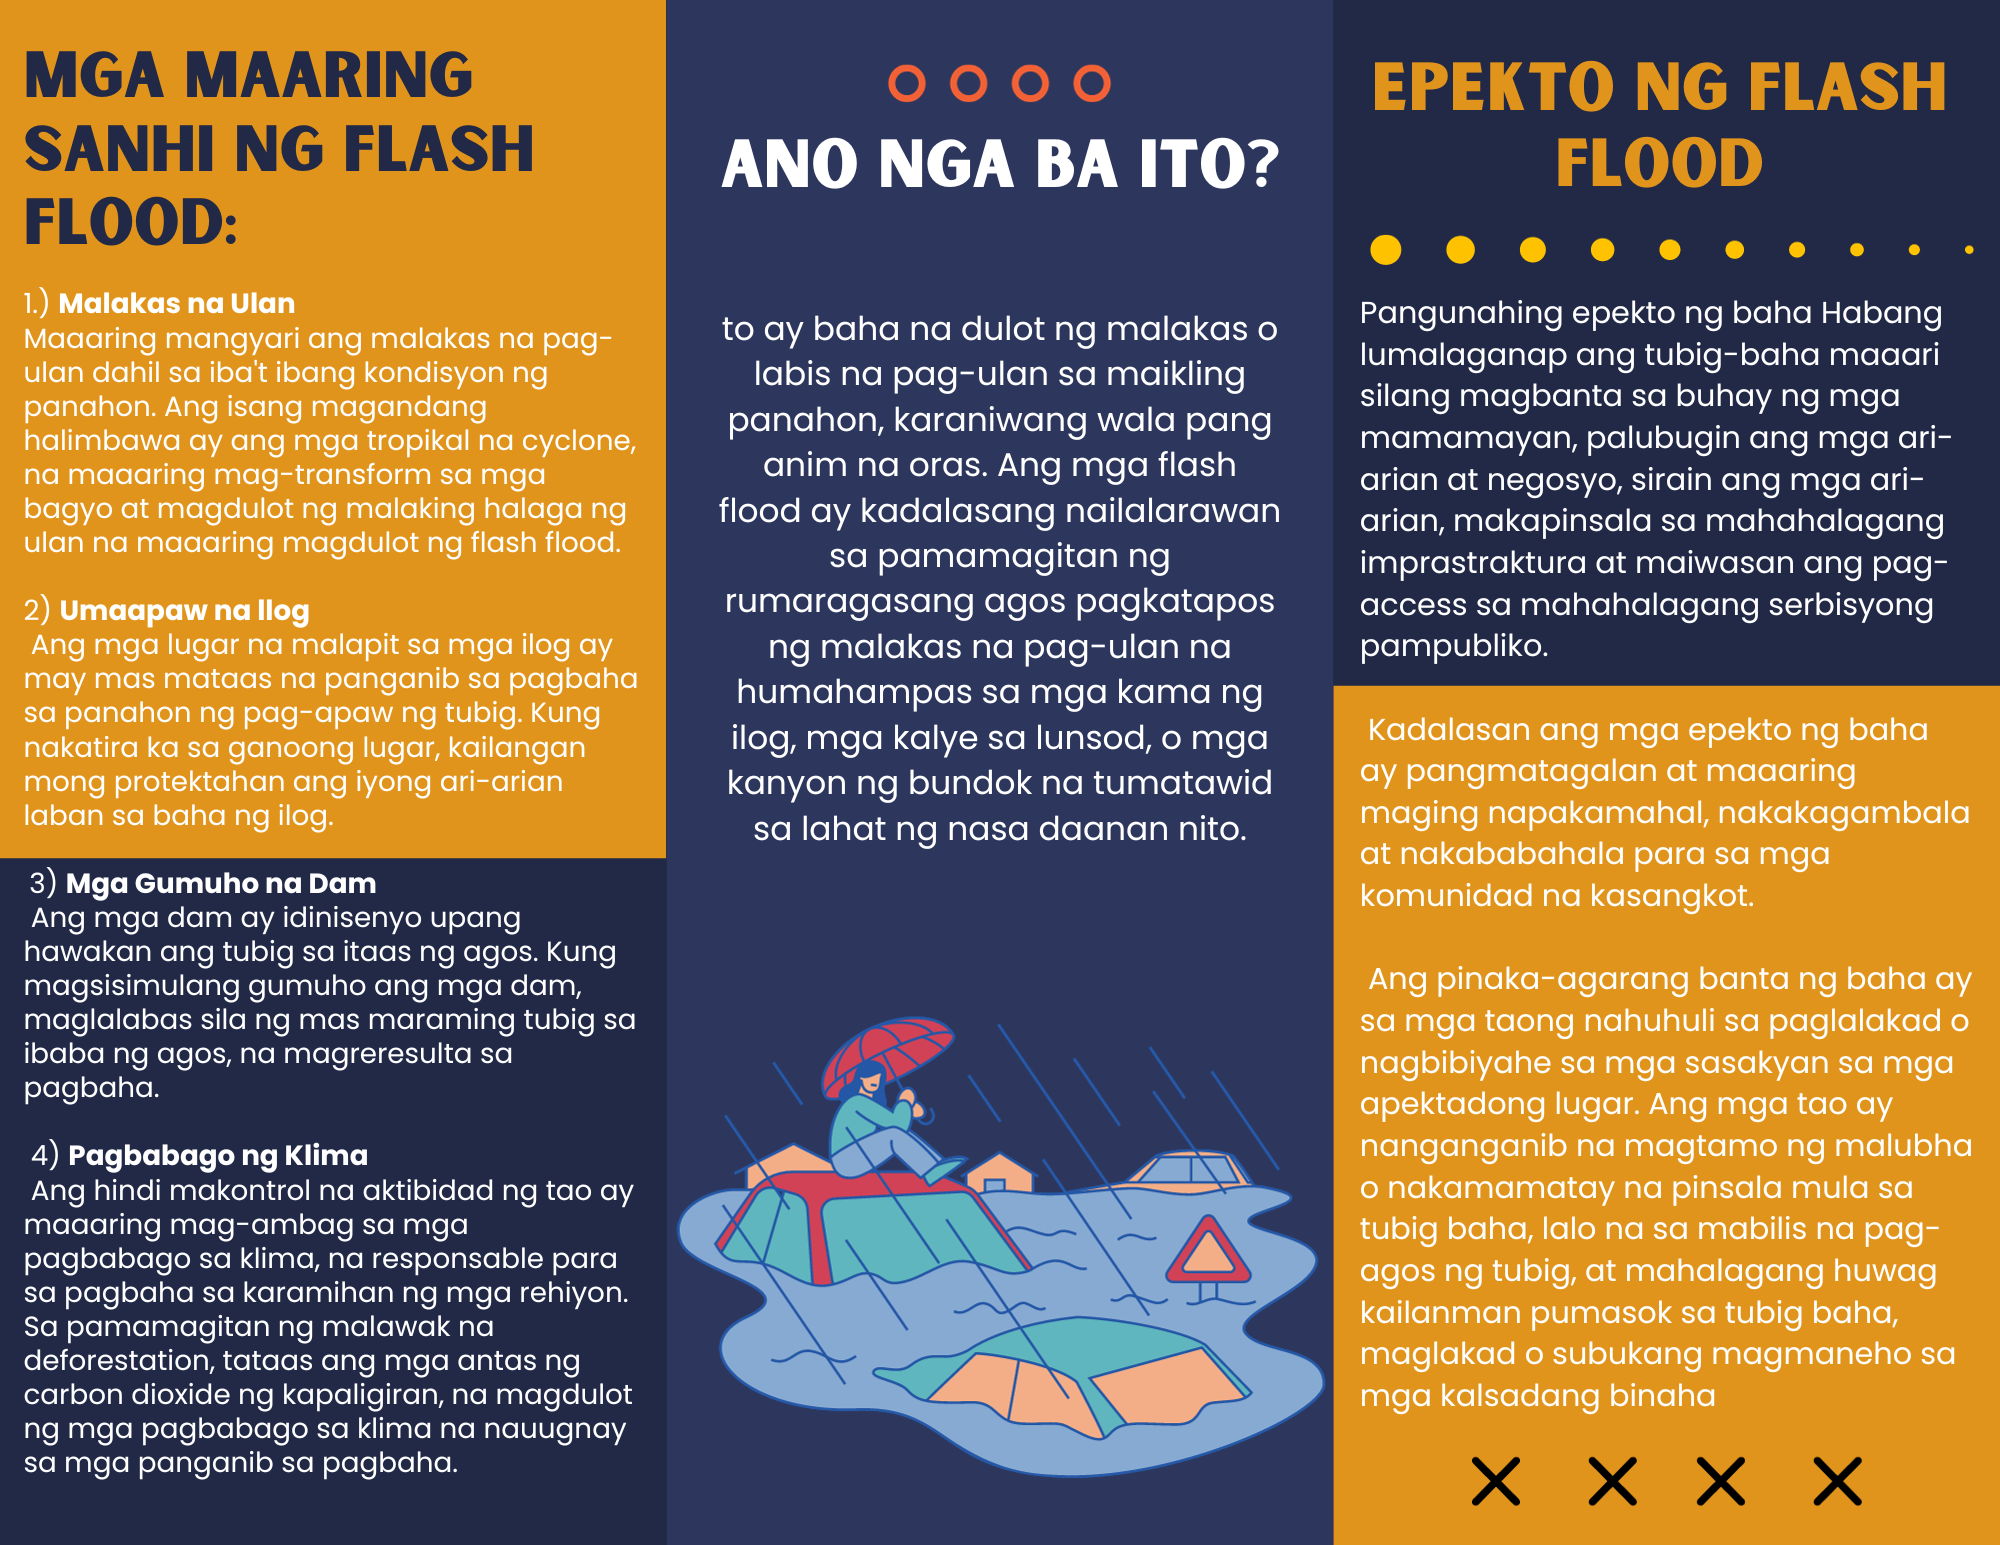 MGA MAARING
SANHI NG FLASH
FLOOD:
1.) Malakas na Ulan
Maaaring mangyari ang malakas na pag-
ulan dahil sa iba't ibang kondisyon ng
panahon. Ang isang magandang
halimbawa ay ang mga tropikal na cyclone,
na maaaring mag-transform sa mga
bagyo at magdulot ng malaking halaga ng
ulan na maaaring magdulot ng flash flood.
2) Umaapaw na llog
Ang mga lugar na malapit sa mga ilog ay
may mas mataas na panganib sa pagbaha
sa panahon ng pag-apaw ng tubig. Kung
nakatira ka sa ganoong lugar, kailangan
mong protektahan ang iyong ari-arian
laban sa baha ng ilog.
3) Mga Gumuho na Dam
Ang mga dam ay idinisenyo upang
hawakan ang tubig sa itaas ng agos. Kung
magsisimulang gumuho ang mga dam,
maglalabas sila ng mas maraming tubig sa
ibaba ng agos, na magreresulta sa
pagbaha.
4) Pagbabago ng Klima
Ang hindi makontrol na aktibidad ng tao ay
maaaring mag-ambag sa mga
pagbabago sa klima, na responsable para
sa pagbaha sa karamihan ng mga rehiyon.
Sa pamamagitan ng malawak na
deforestation, tataas ang mga antas ng
carbon dioxide ng kapaligiran, na magdulot
ng mga pagbabago sa klima na nauugnay
sa mga panganib sa pagbaha.
ANO NGA BA ITO?
to ay baha na dulot ng malakas o
labis na pag-ulan sa maikling
panahon, karaniwang wala pang
anim na oras. Ang mga flash
flood ay kadalasang nailalarawan
sa pamamagitan ng
rumaragasang agos pagkatapos
ng malakas na pag-ulan na
humahampas sa mga kama ng
ilog, mga kalye sa lunsod, o mga
kanyon ng bundok na tumatawid
sa lahat ng nasa daanan nito.
EPEKTO NG FLASH
FLOOD
Pangunahing epekto ng baha Habang
lumalaganap ang tubig-baha maaari
silang magbanta sa buhay ng mga
mamamayan, palubugin ang mga ari-
arian at negosyo, sirain ang mga ari-
arian, makapinsala sa mahahalagang
imprastraktura at maiwasan ang pag-
access sa mahahalagang serbisyong
pampubliko.
Kadalasan ang mga epekto ng baha
ay pangmatagalan at maaaring
maging napakamahal, nakakagambala
at nakababahala para sa mga
komunidad na kasangkot.
Ang pinaka-agarang banta ng baha ay
sa mga taong nahuhuli sa paglalakad o
nagbibiyahe sa mga sasakyan sa mga
apektadong lugar. Ang mga tao ay
nanganganib na magtamo ng malubha
o nakamamatay na pinsala mula sa
tubig baha, lalo na sa mabilis na pag-
agos ng tubig, at mahalagang huwag
kailanman pumasok sa tubig baha,
maglakad o subukang magmaneho sa
mga kalsadang binaha